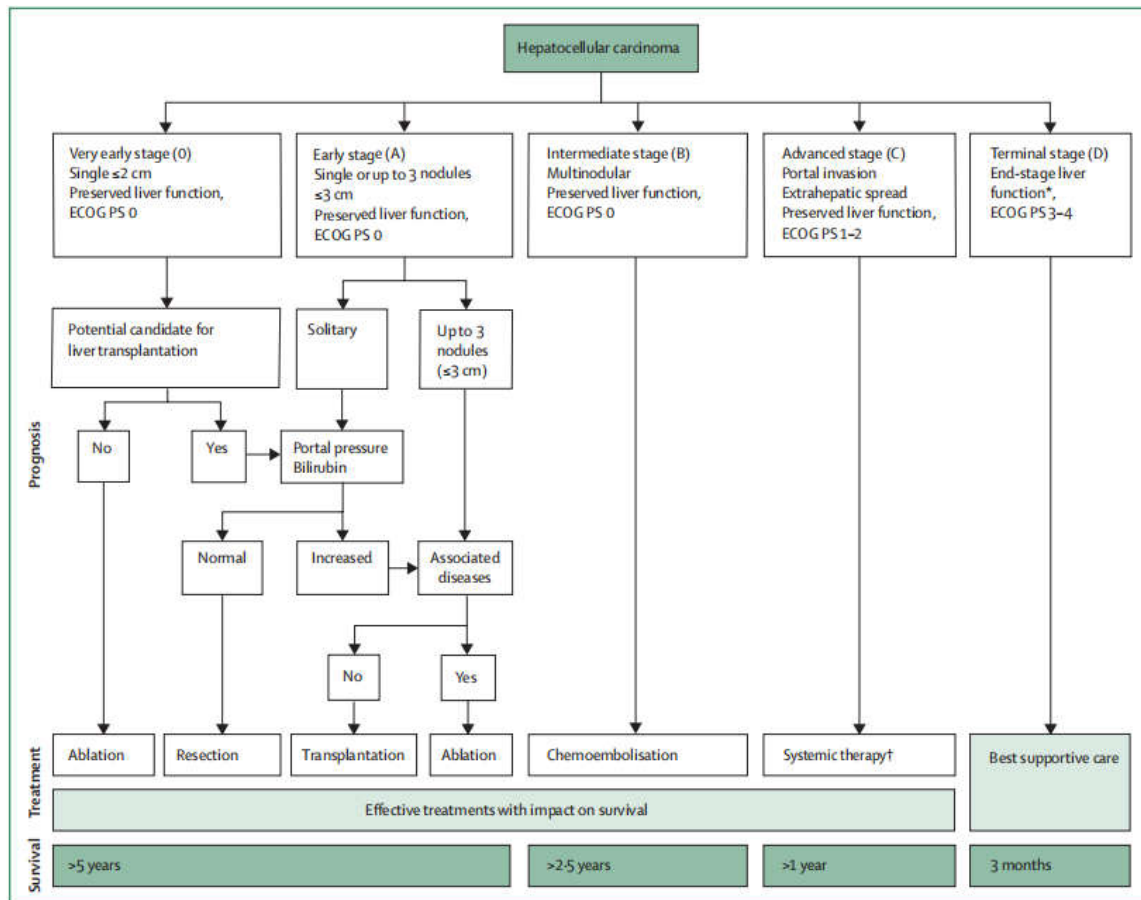 Hepatocellular carcinoma
Very early stage (0)
Single ≤2 cm
Preserved liver function,
ECOG PS 0
Early stage (A)
Single or up to 3 nodules
≤3 cm
Preserved liver function,
ECOG PS 0
Intermediate stage (B)
Multinodular
Preserved liver function,
ECOG PS 0
Advanced stage (C)
Portal invasion
Extrahepatic spread
Preserved liver function,
ECOG PS 1–2
Terminal stage (D)
End-stage liver
function*,
ECOG PS 3–4
Potential candidate for
liver transplantation
Solitary
Up to 3
nodules
(≤3 cm)
Prognosis
No
Yes
Portal pressure
Bilirubin
Normal
Increased
Associated
diseases
No
Yes
Treatment
Ablation
Resection
Transplantation
Ablation
Chemoembolisation
Systemic therapy†
Best supportive care
Effective treatments with impact on survival
Survival
>5 years
>2·5 years
>1 year
3 months